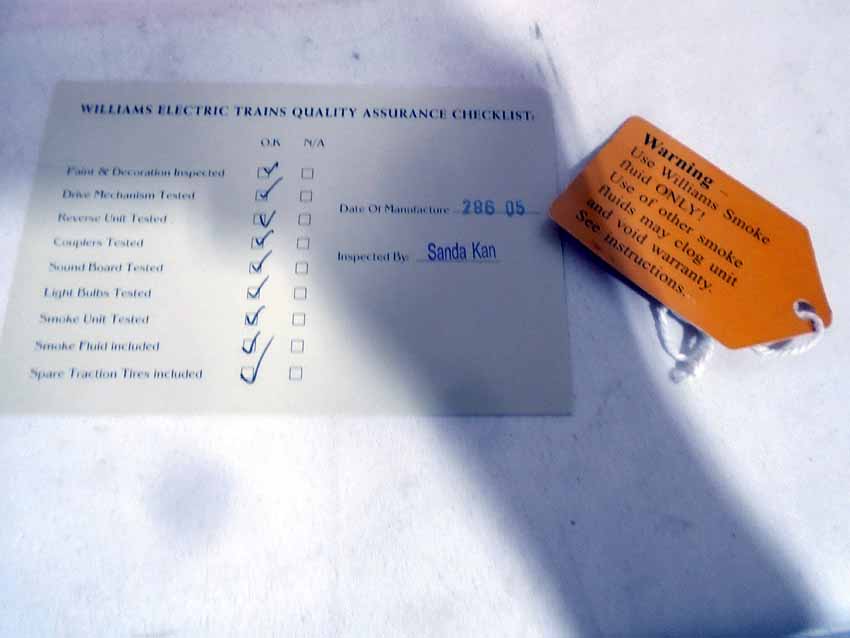 WILLIAMS ELECTRIC TRAINS QUALITY ASSURANCE CHECKLIST:
O.K N/A
Paint & Decoration Inspected
Drive Mechanism Tested
Reverse Unit Tested
Couplers Tested
Sound Board Tested
Light Bulbs Tested
Smoke Unit Tested
Smoke Fluid included
Spare Traction Tires included
Date Of Manufacture 286 05
Inspected By: Sanda Kan
Warning –
Use Williams Smoke
fluid ONLY!
Use of other smoke
fluids may clog unit
and void warranty.
See instructions.